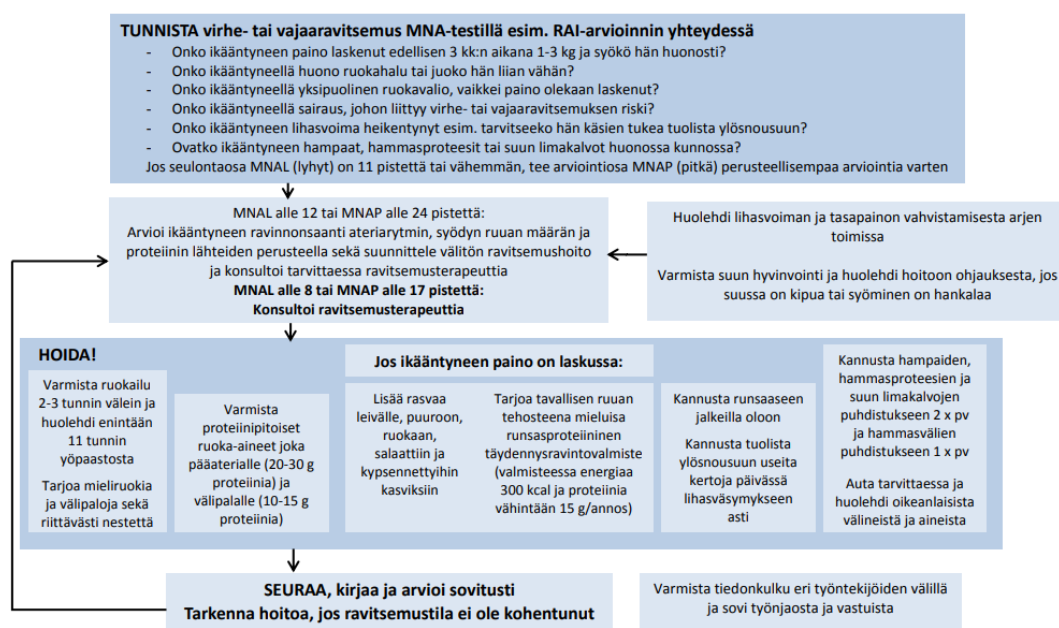 TUNNISTA virhe- tai vajaaravitsemus MNA-testillä esim. RAI-arvioinnin yhteydessä
- Onko ikääntyneen paino laskenut edellisen 3 kk:n aikana 1-3 kg ja syökö hän huonosti?
- Onko ikääntyneellä huono ruokahalu tai juoko hän liian vähän?
- Onko ikääntyneellä yksipuolinen ruokavalio, vaikkei paino olekaan laskenut?
- Onko ikääntyneellä sairaus, johon liittyy virhe- tai vajaaravitsemuksen riski?
- Onko ikääntyneen lihasvoima heikentynyt esim. tarvitseeko hän käsien tukea tuolista ylösnousuun?
- Ovatko ikääntyneen hampaat, hammasproteesit tai suun limakalvot huonossa kunnossa?
Jos seulontaosa MNAL (lyhyt) on 11 pistettä tai vähemmän, tee arviointiosa MNAP (pitkä) perusteellisempaa arviointia varten
MNAL alle 12 tai MNAP alle 24 pistettä:
Arvioi ikääntyneen ravinnonsaanti ateriarytmin, syödyn ruuan määrän ja
proteiinin lähteiden perusteella sekä suunnittele välitön ravitsemushoito
ja konsultoi tarvittaessa ravitsemusterapeuttia
MNAL alle 8 tai MNAP alle 17 pistettä:
Konsultoi ravitsemusterapeuttia
Huolehdi lihasvoiman ja tasapainon vahvistamisesta arjen
toimissa
Varmista suun hyvinvointi ja huolehdi hoitoon ohjauksesta, jos
suussa on kipua tai syöminen on hankalaa
HOIDA!
Varmista ruokailu
2-3 tunnin välein ja
huolehdi enintään
11 tunnin
yöpaastosta
Tarjoa mieliruokia
ja välipaloja sekä
riittävästi nestettä
Varmista
proteiinipitoiset
ruoka-aineet joka
pääaterialle (20-30 g
proteiinia) ja
välipalalle (10-15 g
proteiinia)
Jos ikääntyneen paino on laskussa:
Lisää rasvaa
leivälle, puuroon,
ruokaan,
salaattiin ja
kypsennettyihin
kasviksiin
Tarjoa tavallisen ruuan
tehosteena mieluisa
runsasproteiininen
täydennysravintovalmiste
(valmisteessa energiaa
300 kcal ja proteiinia
vähintään 15 g/annos)
Kannusta runsaaseen
jalkeilla oloon
Kannusta tuolista
ylösnousuun useita
kertoja päivässä
lihasväsymykseen
asti
Kannusta hampaiden,
hammasproteesien ja
suun limakalvojen
puhdistukseen 2 x pv
ja hammasvälien
puhdistukseen 1 x pv
Auta tarvittaessa ja
huolehdi oikeanlaisista
välineistä ja aineista
SEURAA, kirjaa ja arvioi sovitusti
Tarkenna hoitoa, jos ravitsemustila ei ole kohentunut
Varmista tiedonkulku eri työntekijöiden välillä
ja sovi työnjaosta ja vastuista